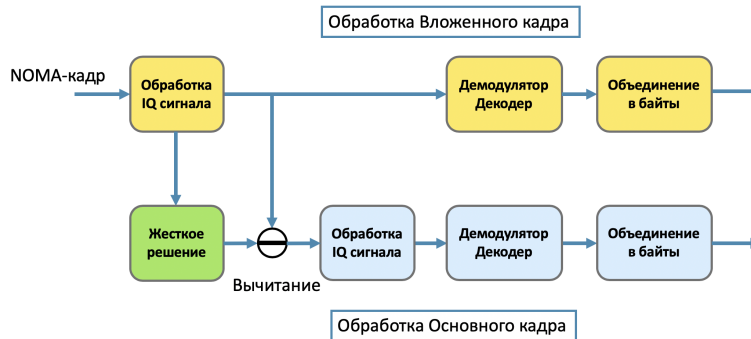 Обработка Вложенного кадра
NOMA-кадр
Обработка
IQ сигнала
Демодулятор
Декодер
Объединение
в байты
Жесткое
решение
Вычитание
Обработка
IQ сигнала
Демодулятор
Декодер
Объединение
в байты
Обработка Основного кадра